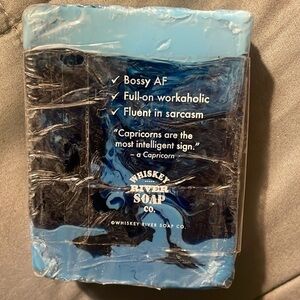 ✓ Bossy AF
✓ Full-on workaholic
✓ Fluent in sarcasm
"Capricorns are the
most intelligent sign."
– a Capricorn
WHISKEY
RIVER
SOAP
CO.
©WHISKEY RIVER SOAP CO.